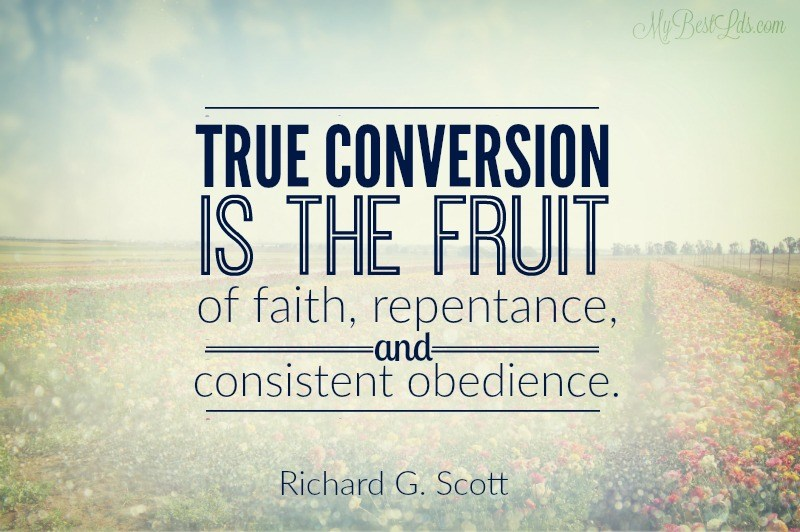 MyBestLds.com
TRUE CONVERSION
IS THE FRUIT
of faith, repentance,
and
consistent obedience.
Richard G. Scott